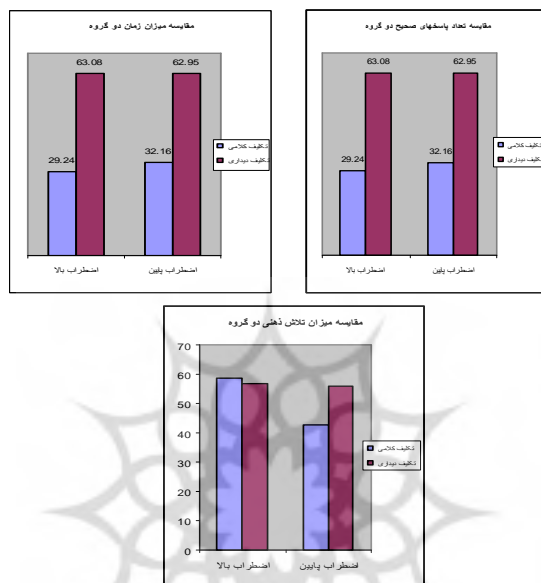 مقایسه میزان زمان دو گروه
63.08
62.95
29.24
32.16
تکلیف کلامی
تکلیف دیداری
اضطراب بالا
اضطراب پلین
مقایسه تعداد پاسخهای صحیح دو گروه
63.08
62.95
29.24
32.16
تکلیف کلامی
تکلیف دیداری
اضطراب بالا
اضطراب پلین
مقایسه میزان تلاش ذهنی دو گروه
70
60
50
40
30
20
10
0
تکلیف کلامی
تکلیف دیداری
اضطراب بالا
اضطراب پایین